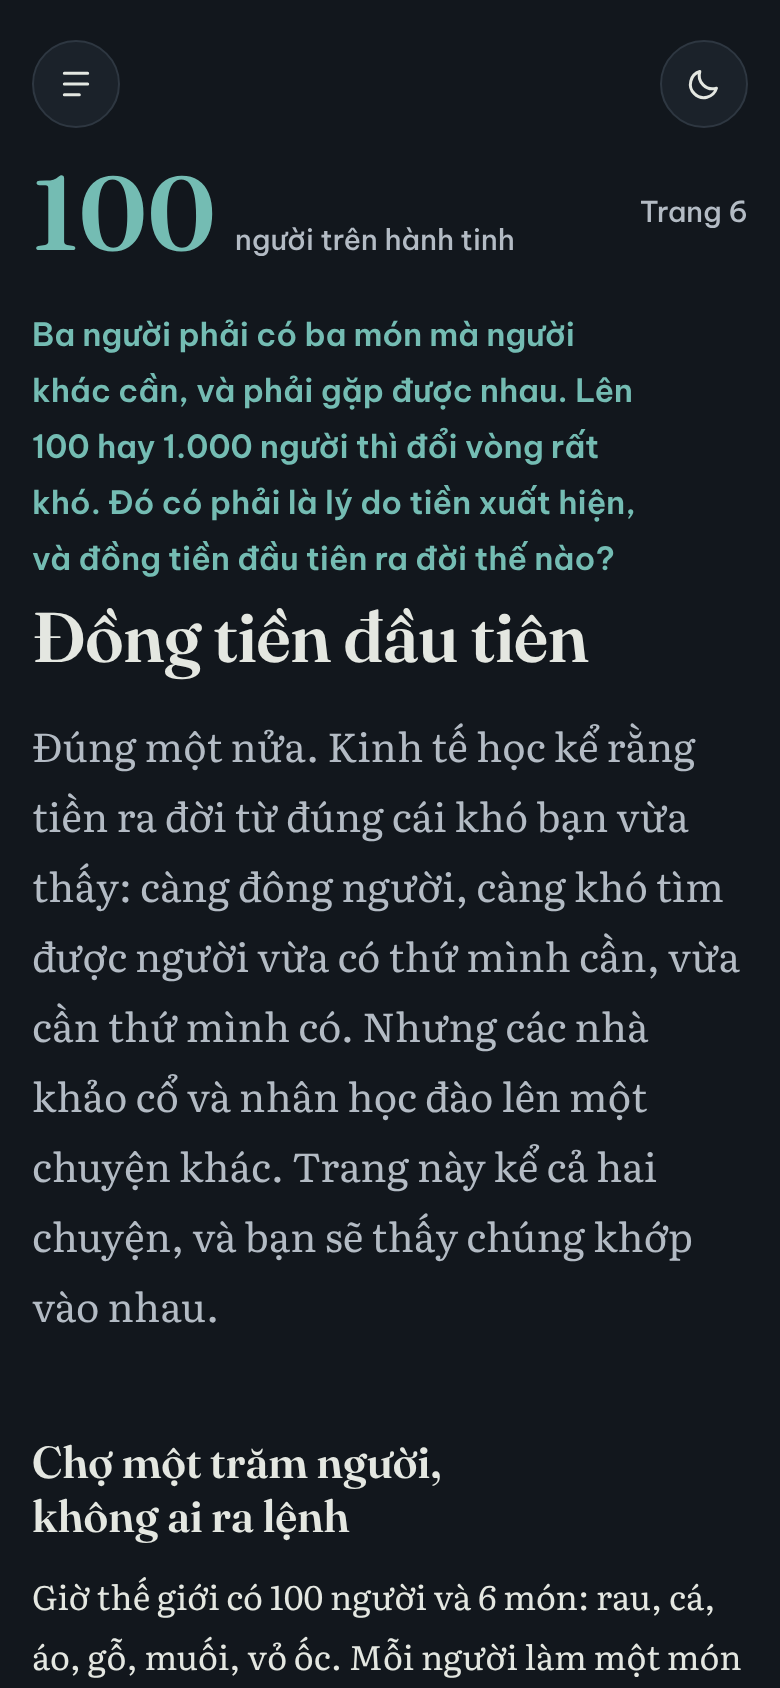 100 người trên hành tinh
Trang 6
Ba người phải có ba món mà người
khác cần, và phải gặp được nhau. Lên
100 hay 1.000 người thì đổi vòng rất
khó. Đó có phải là lý do tiền xuất hiện,
và đồng tiền đầu tiên ra đời thế nào?
Đồng tiền đầu tiên
Đúng một nửa. Kinh tế học kể rằng
tiền ra đời từ đúng cái khó bạn vừa
thấy: càng đông người, càng khó tìm
được người vừa có thứ mình cần, vừa
cần thứ mình có. Nhưng các nhà
khảo cổ và nhân học đào lên một
chuyện khác. Trang này kể cả hai
chuyện, và bạn sẽ thấy chúng khớp
vào nhau.
Chợ một trăm người,
không ai ra lệnh
Giờ thế giới có 100 người và 6 món: rau, cá,
áo, gỗ, muối, vỏ ốc. Mỗi người làm một món